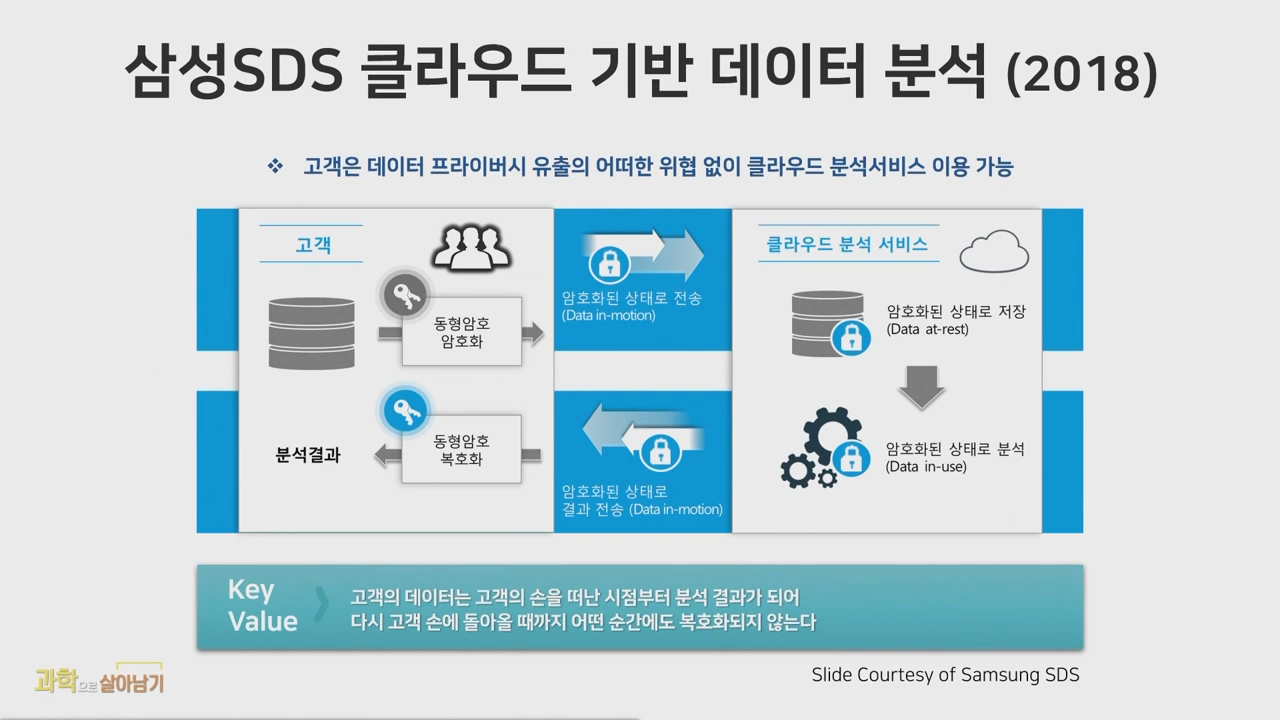 삼성SDS 클라우드 기반 데이터 분석 (2018)
❖ 고객은 데이터 프라이버시 유출의 어떠한 위협 없이 클라우드 분석서비스 이용 가능
고객
동형암호
암호화
암호화된 상태로 전송
(Data in-motion)
클라우드 분석 서비스
암호화된 상태로 저장
(Data at-rest)
분석결과
동형암호
복호화
암호화된 상태로
결과 전송 (Data in-motion)
암호화된 상태로 분석
(Data in-use)
Key
Value
고객의 데이터는 고객의 손을 떠난 시점부터 분석 결과가 되어
다시 고객 손에 돌아올 때까지 어떤 순간에도 복호화되지 않는다
Slide Courtesy of Samsung SDS
과학으로 살아남기